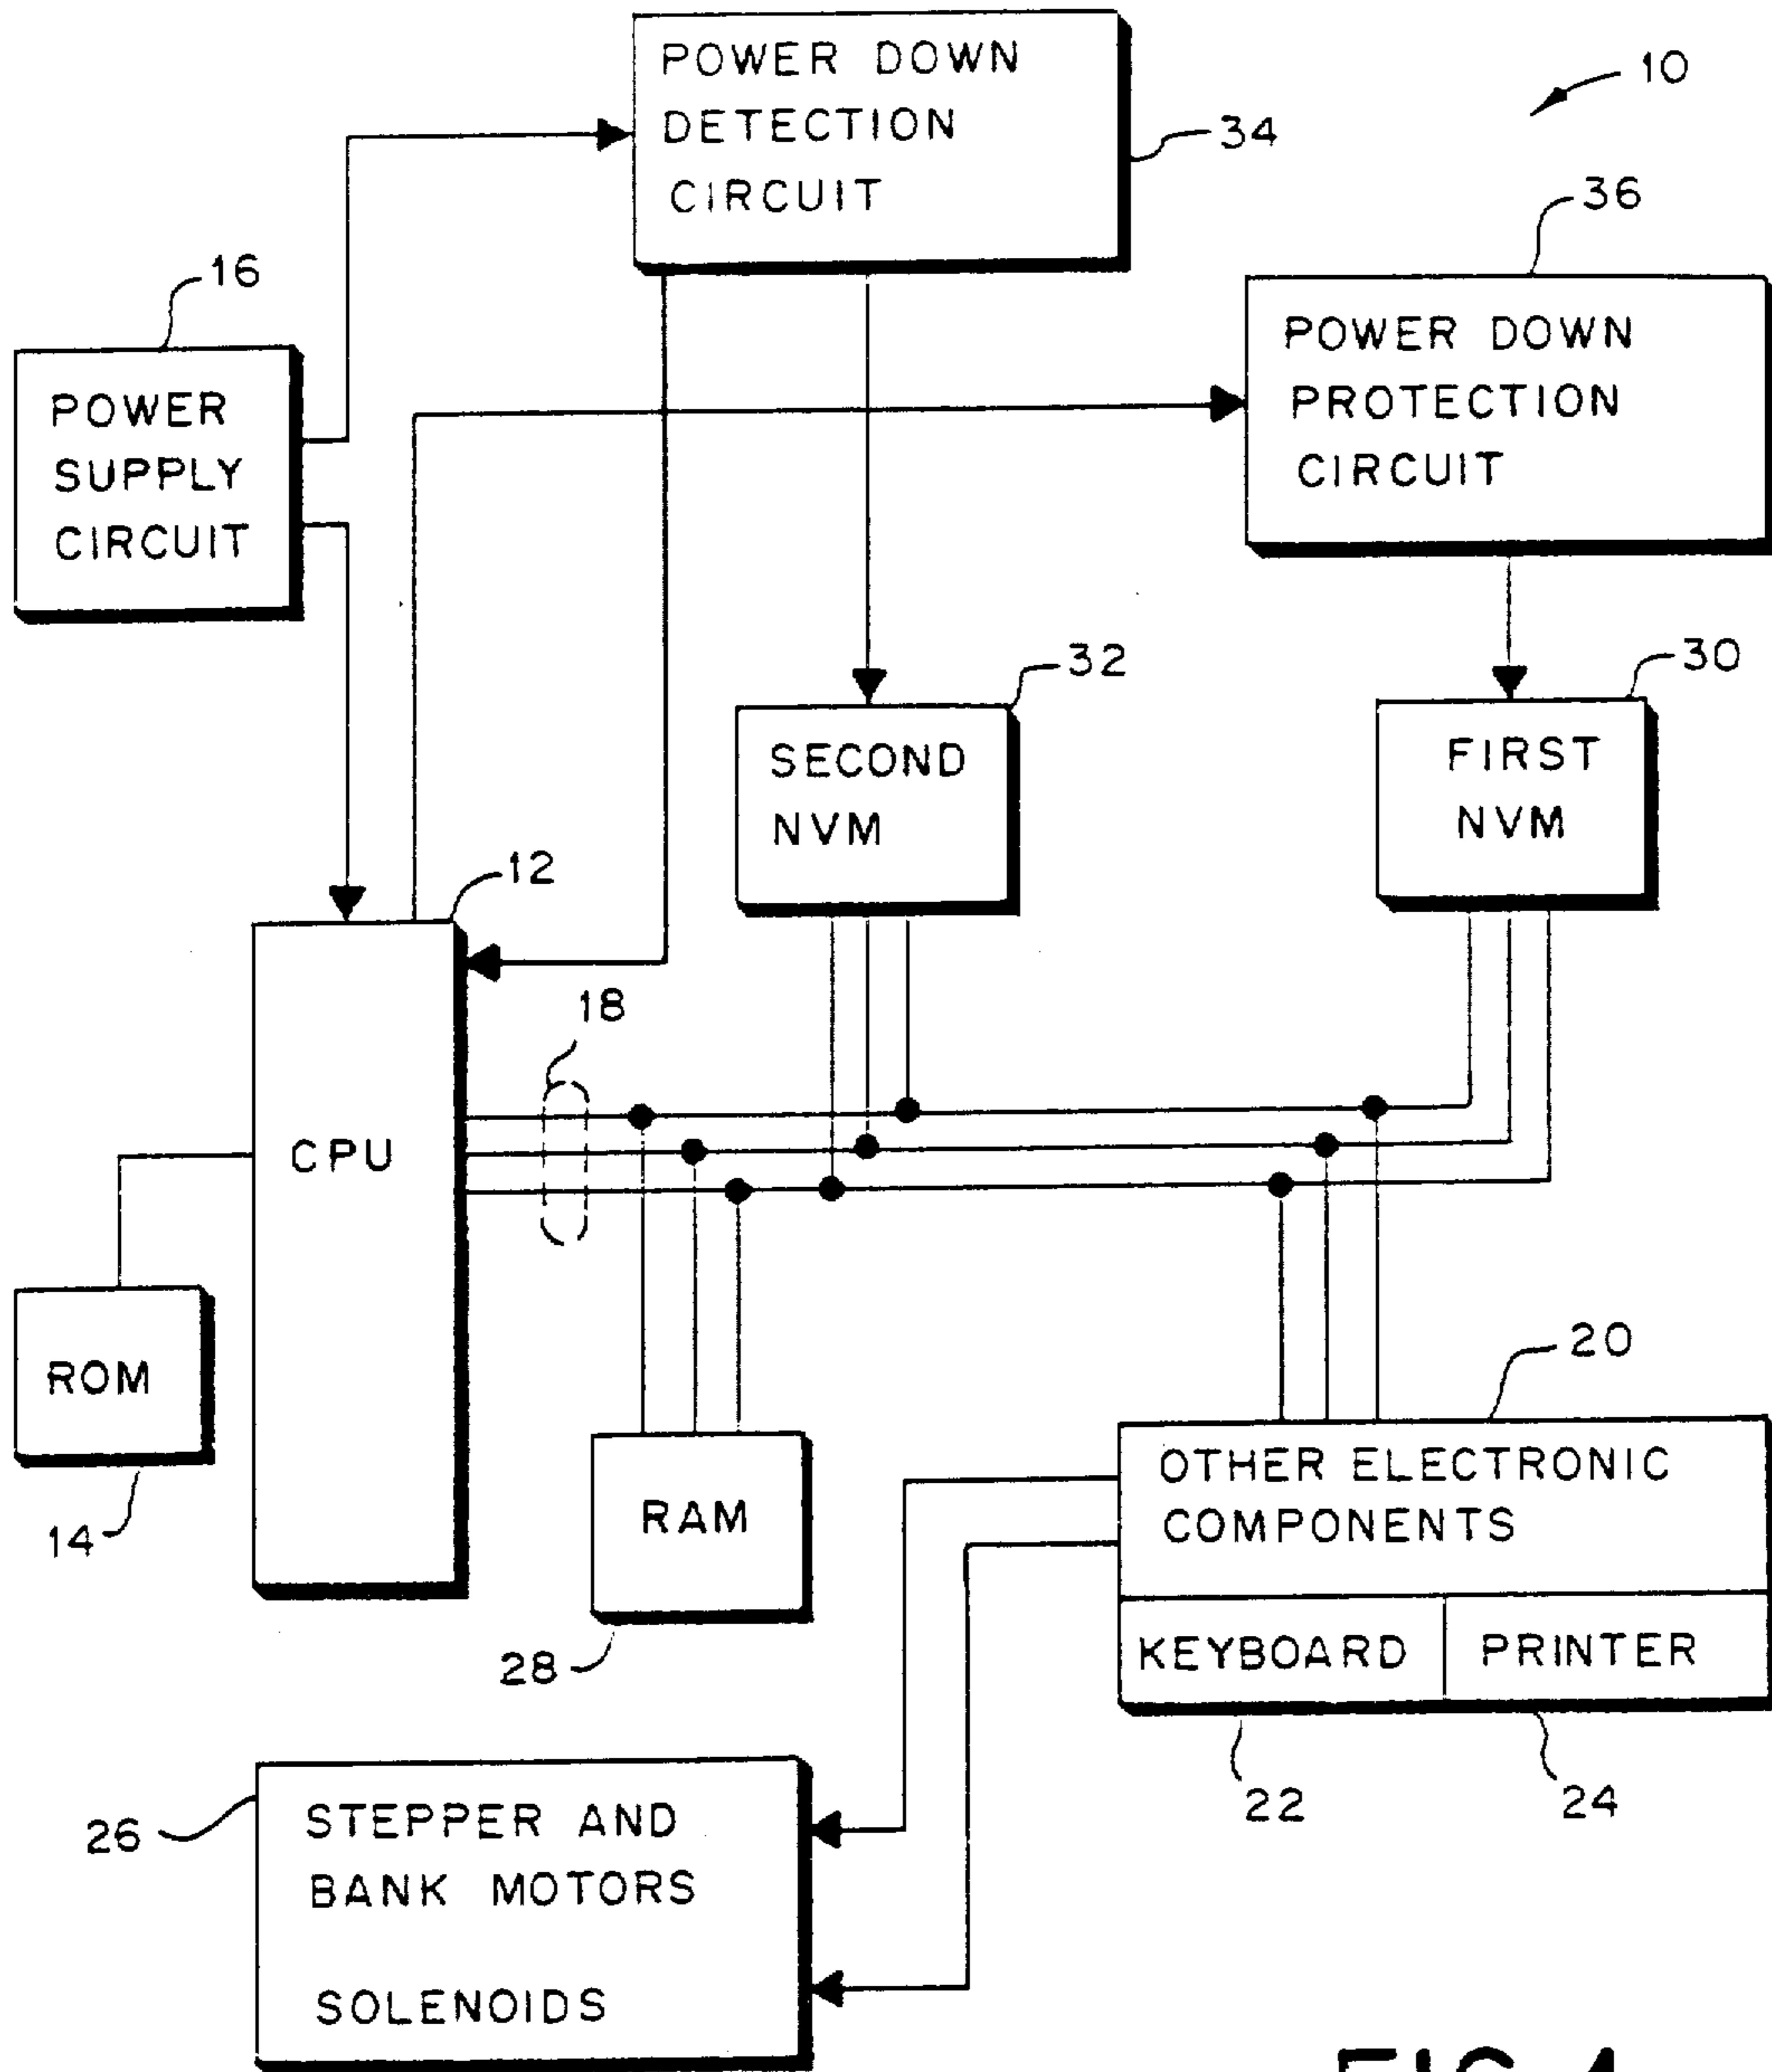 POWER DOWN
DETECTION
CIRCUIT
10
34
36
16
POWER DOWN
PROTECTION
CIRCUIT
POWER
SUPPLY
CIRCUIT
32
30
SECOND
NVM
FIRST
NVM
12
18
CPU
ROM
14
RAM
28
20
OTHER ELECTRONIC
COMPONENTS
KEYBOARD
PRINTER
22
24
26
STEPPER AND
BANK MOTORS
SOLENOIDS